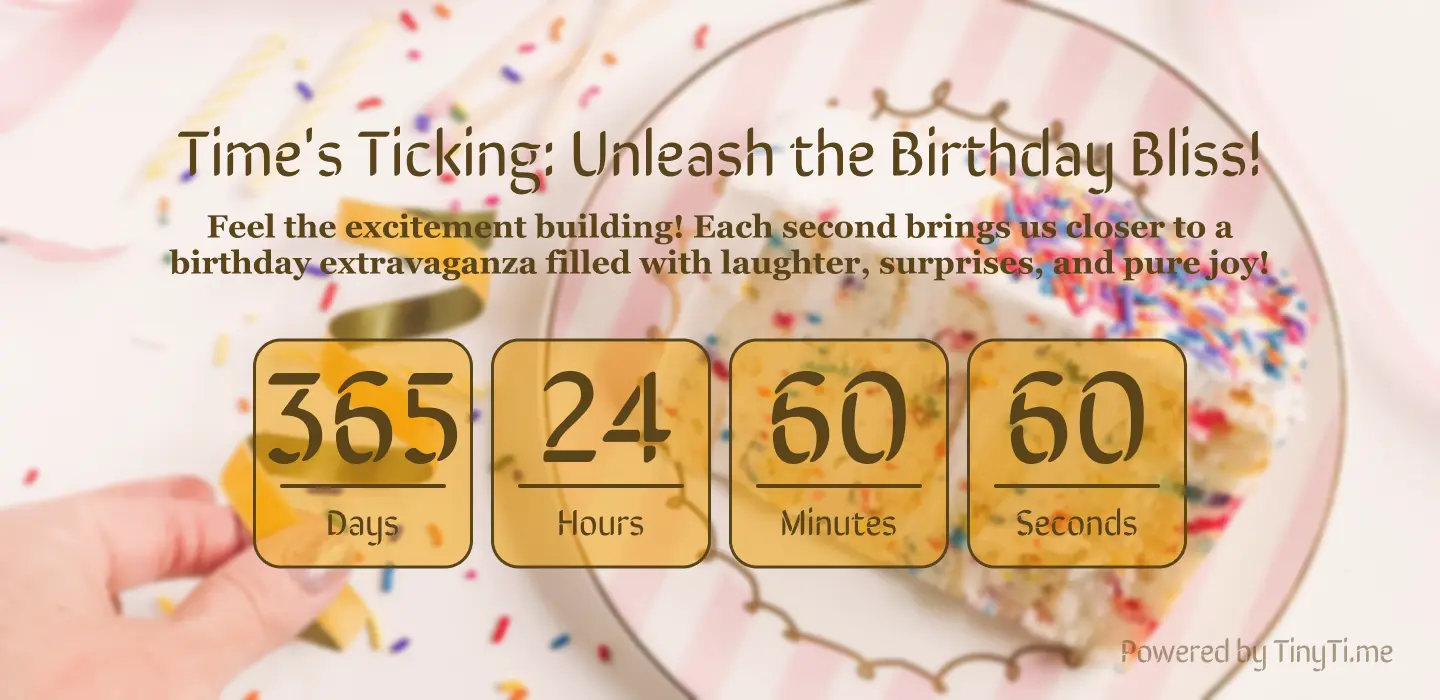 Time's Ticking: Unleash the Birthday Bliss!
Feel the excitement building! Each second brings us closer to a
birthday extravaganza filled with laughter, surprises, and pure joy!
365 24 60 60
Days Hours Minutes Seconds
Powered by TinyTi.me